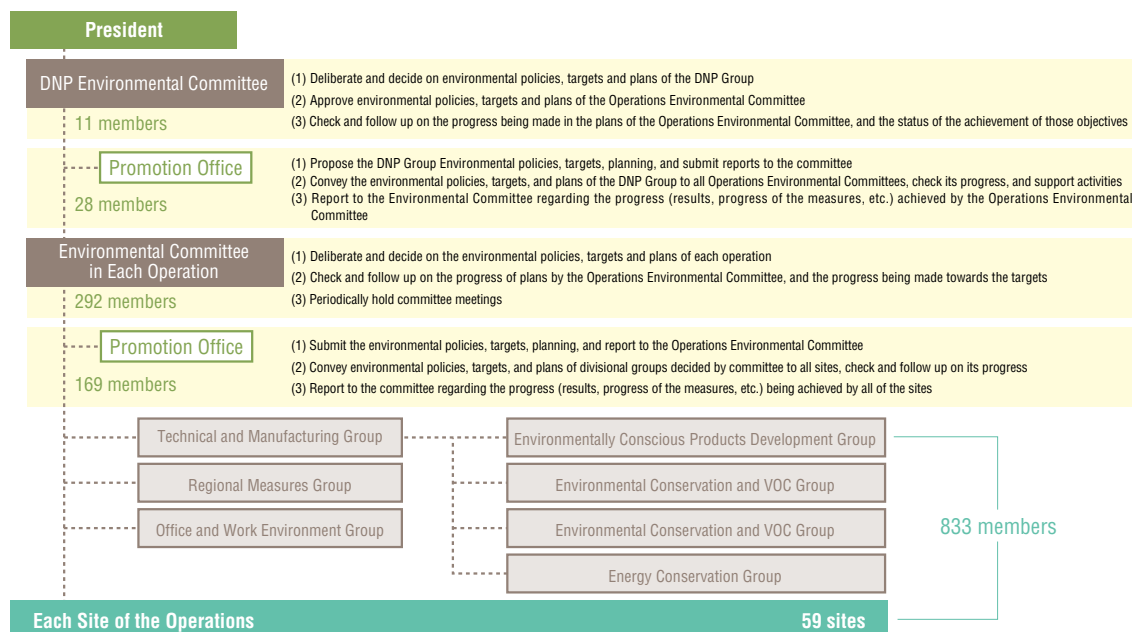 President
DNP Environmental Committee
11 members
(1) Deliberate and decide on environmental policies, targets and plans of the DNP Group
(2) Approve environmental policies, targets and plans of the Operations Environmental Committee
(3) Check and follow up on the progress being made in the plans of the Operations Environmental Committee, and the status of the achievement of those objectives
Promotion Office
28 members
(1) Propose the DNP Group Environmental policies, targets, planning, and submit reports to the committee
(2) Convey the environmental policies, targets, and plans of the DNP Group to all Operations Environmental Committees, check its progress, and support activities
(3) Report to the Environmental Committee regarding the progress (results, progress of the measures, etc.) achieved by the Operations Environmental
Committee
Environmental Committee
in Each Operation
292 members
(1) Deliberate and decide on the environmental policies, targets and plans of each operation
(2) Check and follow up on the progress of plans by the Operations Environmental Committee, and the progress being made towards the targets
(3) Periodically hold committee meetings
Promotion Office
169 members
(1) Submit the environmental policies, targets, planning, and report to the Operations Environmental Committee
(2) Convey environmental policies, targets, and plans of divisional groups decided by committee to all sites, check and follow up on its progress
(3) Report to the committee regarding the progress (results, progress of the measures, etc.) being achieved by all of the sites
Technical and Manufacturing Group
Regional Measures Group
Office and Work Environment Group
Environmentally Conscious Products Development Group
Environmental Conservation and VOC Group
Environmental Conservation and VOC Group
Energy Conservation Group
833 members
Each Site of the Operations 59 sites